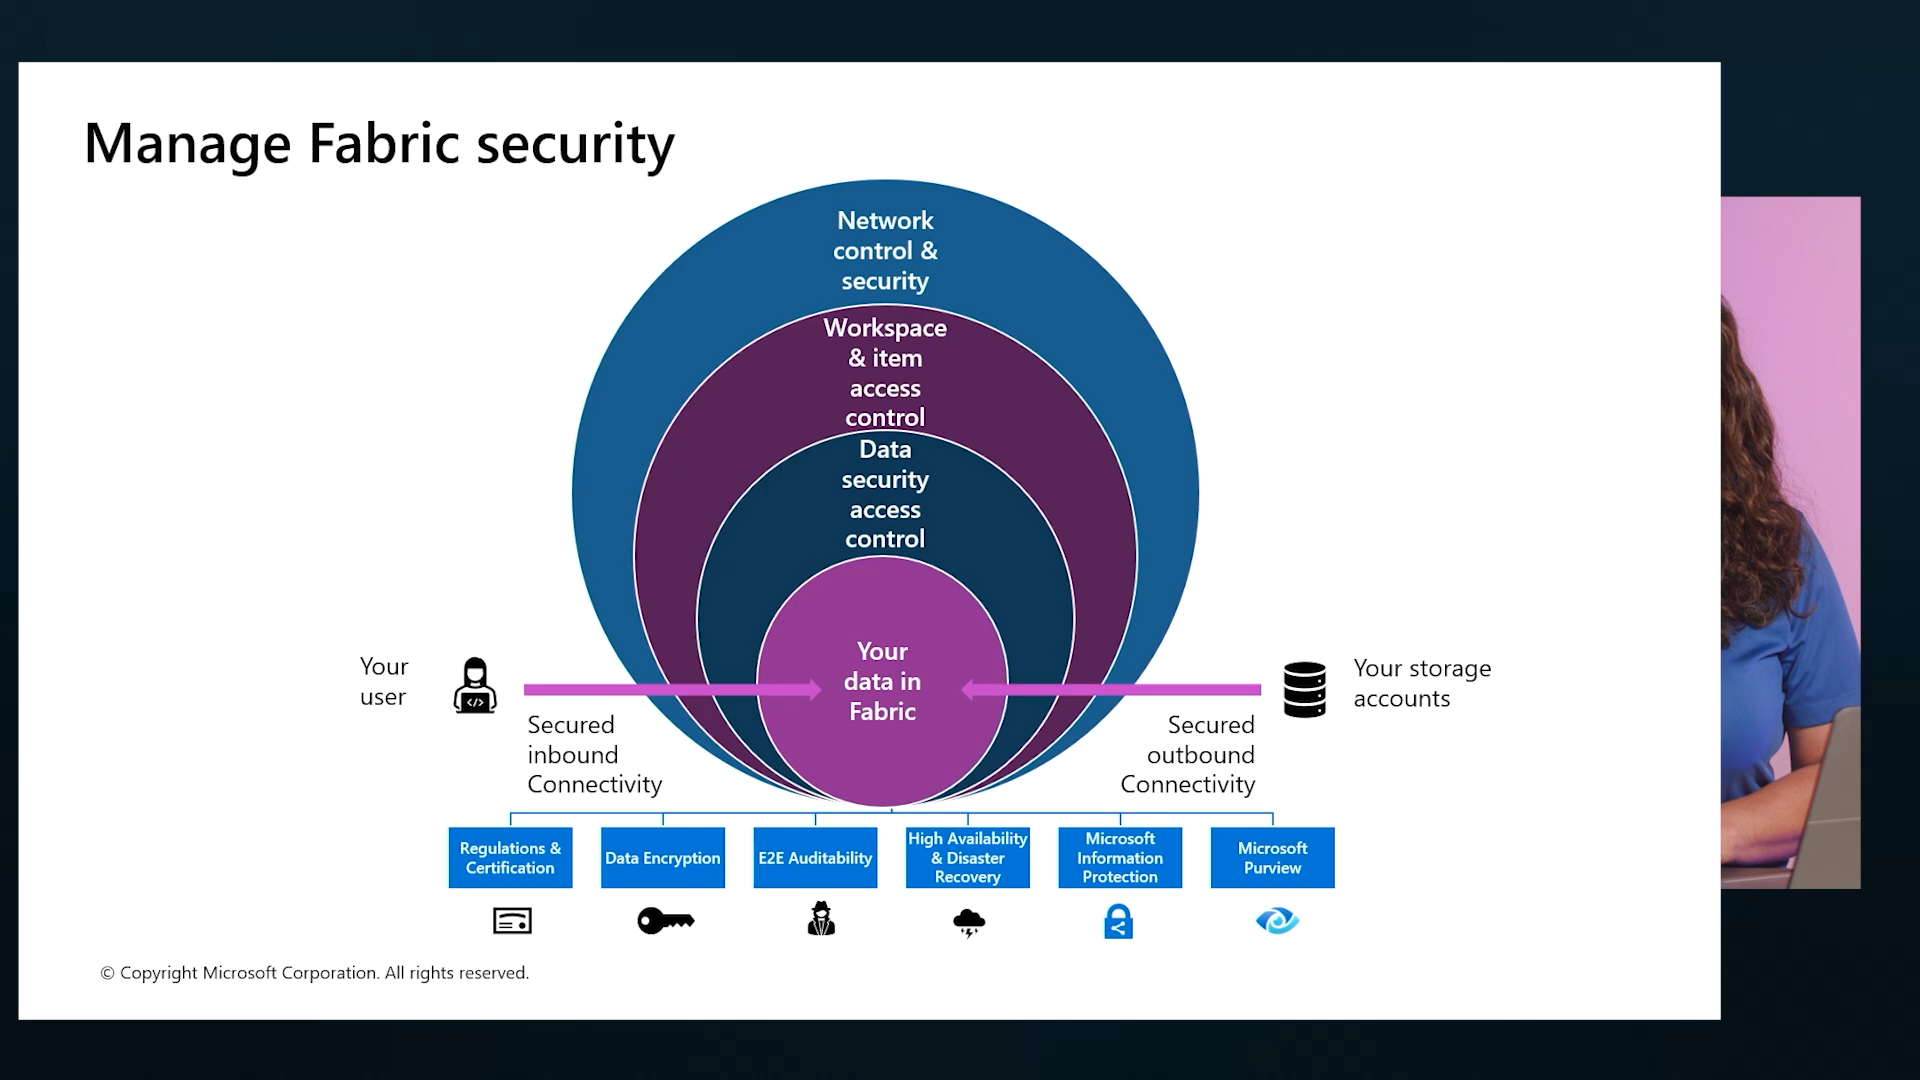 Manage Fabric security
Network
control &
security
Workspace
& item
access
control
Data
security
access
control
Your
data in
Fabric
Your
user
Secured
inbound
Connectivity
Your storage
accounts
Secured
outbound
Connectivity
Regulations &
Certification
Data Encryption
E2E Auditability
High Availability
& Disaster
Recovery
Microsoft
Information
Protection
Microsoft
Purview
© Copyright Microsoft Corporation. All rights reserved.